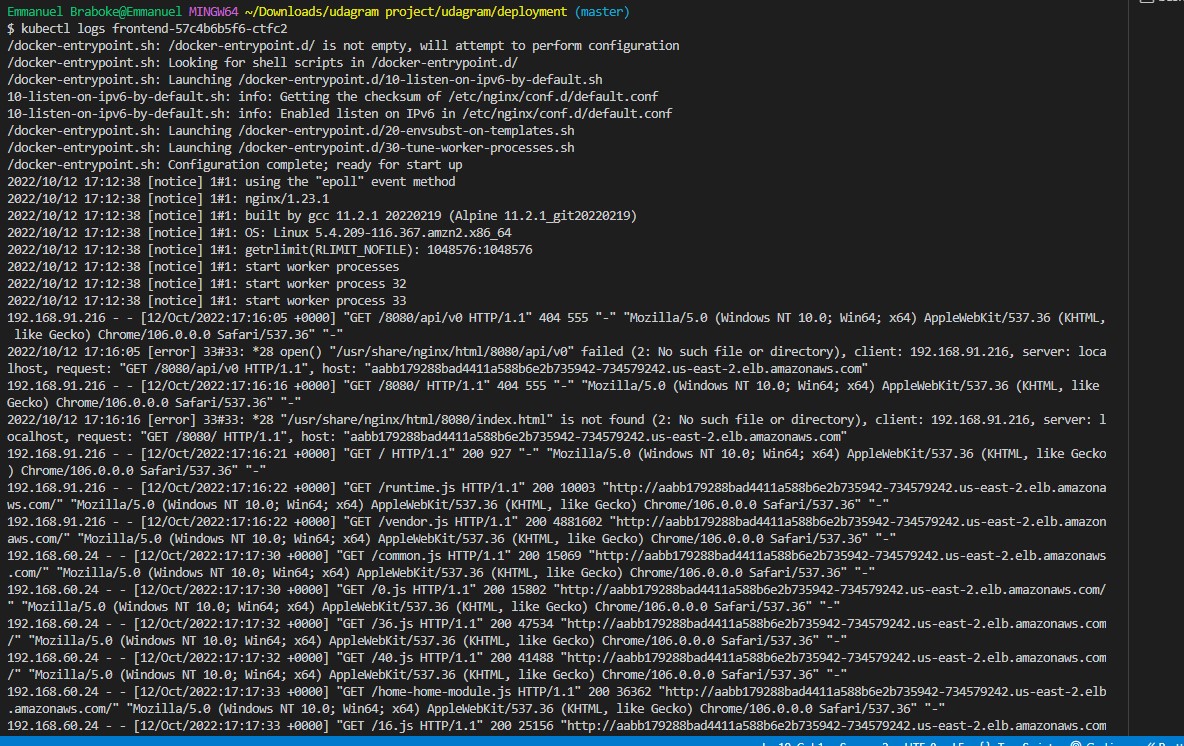 Emmanuel Braboke@Emmanuel MINGW64 ~/Downloads/udagram project/udagram/deployment (master)
$ kubectl logs frontend-57c4b6b5f6-ctfc2
/docker-entrypoint.sh: /docker-entrypoint.d/ is not empty, will attempt to perform configuration
/docker-entrypoint.sh: Looking for shell scripts in /docker-entrypoint.d/
/docker-entrypoint.sh: Launching /docker-entrypoint.d/10-listen-on-ipv6-by-default.sh
10-listen-on-ipv6-by-default.sh: info: Getting the checksum of /etc/nginx/conf.d/default.conf
10-listen-on-ipv6-by-default.sh: info: Enabled listen on IPv6 in /etc/nginx/conf.d/default.conf
/docker-entrypoint.sh: Launching /docker-entrypoint.d/20-envsubst-on-templates.sh
/docker-entrypoint.sh: Launching /docker-entrypoint.d/30-tune-worker-processes.sh
/docker-entrypoint.sh: Configuration complete; ready for start up
2022/10/12 17:12:38 [notice] 1#1: using the "epoll" event method
2022/10/12 17:12:38 [notice] 1#1: nginx/1.23.1
2022/10/12 17:12:38 [notice] 1#1: built by gcc 11.2.1 20220219 (Alpine 11.2.1_git20220219)
2022/10/12 17:12:38 [notice] 1#1: OS: Linux 5.4.209-116.367.amzn2.x86_64
2022/10/12 17:12:38 [notice] 1#1: getrlimit(RLIMIT_NOFILE): 1048576:1048576
2022/10/12 17:12:38 [notice] 1#1: start worker processes
2022/10/12 17:12:38 [notice] 1#1: start worker process 32
2022/10/12 17:12:38 [notice] 1#1: start worker process 33
192.168.91.216 - - [12/Oct/2022:17:16:05 +0000] "GET /8080/api/v0 HTTP/1.1" 404 555 "-" "Mozilla/5.0 (Windows NT 10.0; Win64; x64) AppleWebKit/537.36 (KHTML,
like Gecko) Chrome/106.0.0.0 Safari/537.36" "-"
2022/10/12 17:16:05 [error] 33#33: *28 open() "/usr/share/nginx/html/8080/api/v0" failed (2: No such file or directory), client: 192.168.91.216, server: loca
lhost, request: "GET /8080/api/v0 HTTP/1.1", host: "aabb179288bad4411a588b6e2b735942-734579242.us-east-2.elb.amazonaws.com"
192.168.91.216 - - [12/Oct/2022:17:16:16 +0000] "GET /8080/ HTTP/1.1" 404 555 "-" "Mozilla/5.0 (Windows NT 10.0; Win64; x64) AppleWebKit/537.36 (KHTML, like
Gecko) Chrome/106.0.0.0 Safari/537.36" "-"
2022/10/12 17:16:16 [error] 33#33: *28 "/usr/share/nginx/html/8080/index.html" is not found (2: No such file or directory), client: 192.168.91.216, server: l
ocalhost, request: "GET /8080/ HTTP/1.1", host: "aabb179288bad4411a588b6e2b735942-734579242.us-east-2.elb.amazonaws.com"
192.168.91.216 - - [12/Oct/2022:17:16:21 +0000] "GET / HTTP/1.1" 200 927 "-" "Mozilla/5.0 (Windows NT 10.0; Win64; x64) AppleWebKit/537.36 (KHTML, like Gecko
) Chrome/106.0.0.0 Safari/537.36" "-"
192.168.91.216 - - [12/Oct/2022:17:16:22 +0000] "GET /runtime.js HTTP/1.1" 200 10003 "http://aabb179288bad4411a588b6e2b735942-734579242.us-east-2.elb.amazona
ws.com/" "Mozilla/5.0 (Windows NT 10.0; Win64; x64) AppleWebKit/537.36 (KHTML, like Gecko) Chrome/106.0.0.0 Safari/537.36" "-"
192.168.91.216 - - [12/Oct/2022:17:16:22 +0000] "GET /vendor.js HTTP/1.1" 200 4881602 "http://aabb179288bad4411a588b6e2b735942-734579242.us-east-2.elb.amazon
aws.com/" "Mozilla/5.0 (Windows NT 10.0; Win64; x64) AppleWebKit/537.36 (KHTML, like Gecko) Chrome/106.0.0.0 Safari/537.36" "-"
192.168.60.24 - - [12/Oct/2022:17:17:30 +0000] "GET /common.js HTTP/1.1" 200 15069 "http://aabb179288bad4411a588b6e2b735942-734579242.us-east-2.elb.amazonaws
.com/" "Mozilla/5.0 (Windows NT 10.0; Win64; x64) AppleWebKit/537.36 (KHTML, like Gecko) Chrome/106.0.0.0 Safari/537.36" "-"
192.168.60.24 - - [12/Oct/2022:17:17:30 +0000] "GET /0.js HTTP/1.1" 200 15802 "http://aabb179288bad4411a588b6e2b735942-734579242.us-east-2.elb.amazonaws.com/
" "Mozilla/5.0 (Windows NT 10.0; Win64; x64) AppleWebKit/537.36 (KHTML, like Gecko) Chrome/106.0.0.0 Safari/537.36" "-"
192.168.60.24 - - [12/Oct/2022:17:17:32 +0000] "GET /36.js HTTP/1.1" 200 47534 "http://aabb179288bad4411a588b6e2b735942-734579242.us-east-2.elb.amazonaws.com
/" "Mozilla/5.0 (Windows NT 10.0; Win64; x64) AppleWebKit/537.36 (KHTML, like Gecko) Chrome/106.0.0.0 Safari/537.36" "-"
192.168.60.24 - - [12/Oct/2022:17:17:32 +0000] "GET /40.js HTTP/1.1" 200 41488 "http://aabb179288bad4411a588b6e2b735942-734579242.us-east-2.elb.amazonaws.com
/" "Mozilla/5.0 (Windows NT 10.0; Win64; x64) AppleWebKit/537.36 (KHTML, like Gecko) Chrome/106.0.0.0 Safari/537.36" "-"
192.168.60.24 - - [12/Oct/2022:17:17:33 +0000] "GET /home-home-module.js HTTP/1.1" 200 36362 "http://aabb179288bad4411a588b6e2b735942-734579242.us-east-2.elb
.amazonaws.com/" "Mozilla/5.0 (Windows NT 10.0; Win64; x64) AppleWebKit/537.36 (KHTML, like Gecko) Chrome/106.0.0.0 Safari/537.36" "-"
192.168.60.24 - - [12/Oct/2022:17:17:33 +0000] "GET /16.js HTTP/1.1" 200 25156 "http://aabb179288bad4411a588b6e2b735942-734579242.us-east-2.elb.amazonaws.com